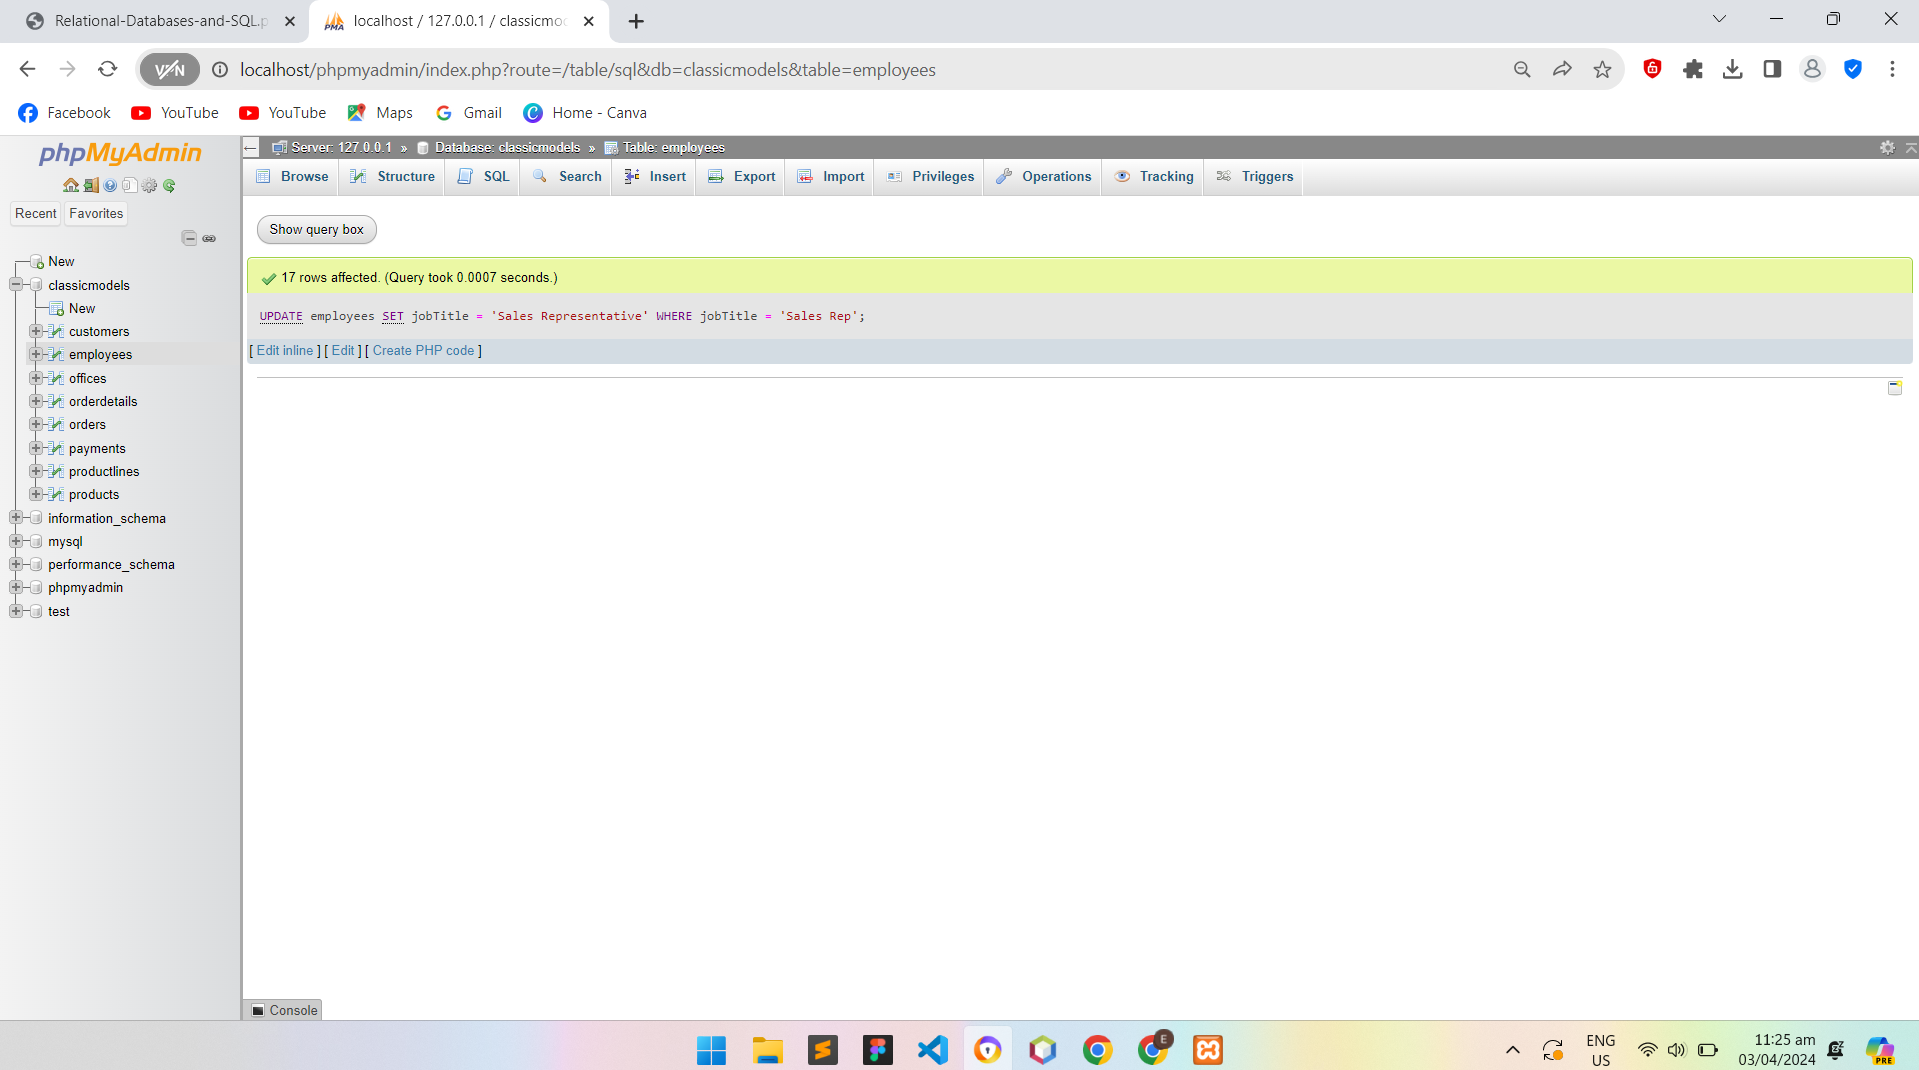 Relational-Databases-and-SQL.p
localhost / 127.0.0.1 / classicmo
VPN
localhost/phpmyadmin/index.php?route=/table/sql&db=classicmodels&table=employees
Facebook
YouTube
YouTube
Maps
Gmail
Home - Canva
phpMyAdmin
Server: 127.0.0.1 » Database: classicmodels » Table: employees
Browse
Structure
SQL
Search
Insert
Export
Import
Privileges
Operations
Tracking
Triggers
Recent
Favorites
New
classicmodels
New
customers
employees
offices
orderdetails
orders
payments
productlines
products
information_schema
mysql
performance_schema
phpmyadmin
test
Show query box
17 rows affected. (Query took 0.0007 seconds.)
UPDATE employees SET jobTitle = 'Sales Representative' WHERE jobTitle = 'Sales Rep';
[ Edit inline ] [ Edit ] [ Create PHP code ]
Console
E
ENG
US
11:25 am
03/04/2024
PRE